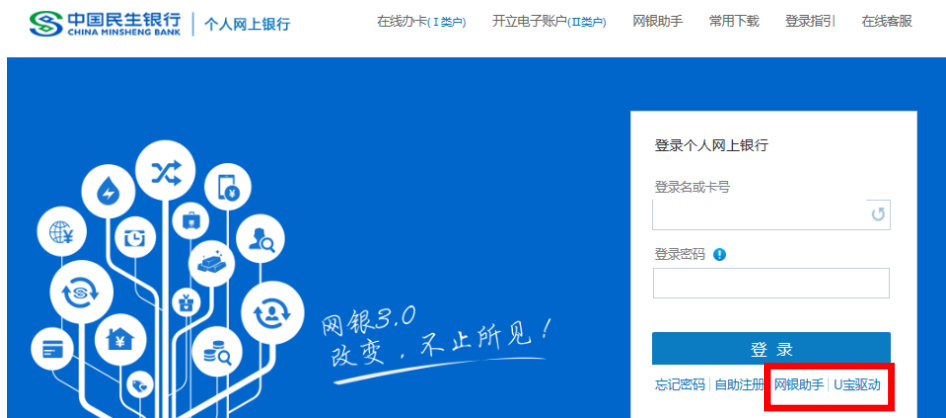 中国民生银行 个人网上银行 在线办卡(I类户) 开立电子账户(II类户) 网银助手 常用下载 登录指引 在线客服
CHINA MINSHENG BANK
登录个人网上银行
登录名或卡号
登录密码
网银3.0
改变，不止所见！
登 录
忘记密码 自助注册 网银助手 U宝驱动